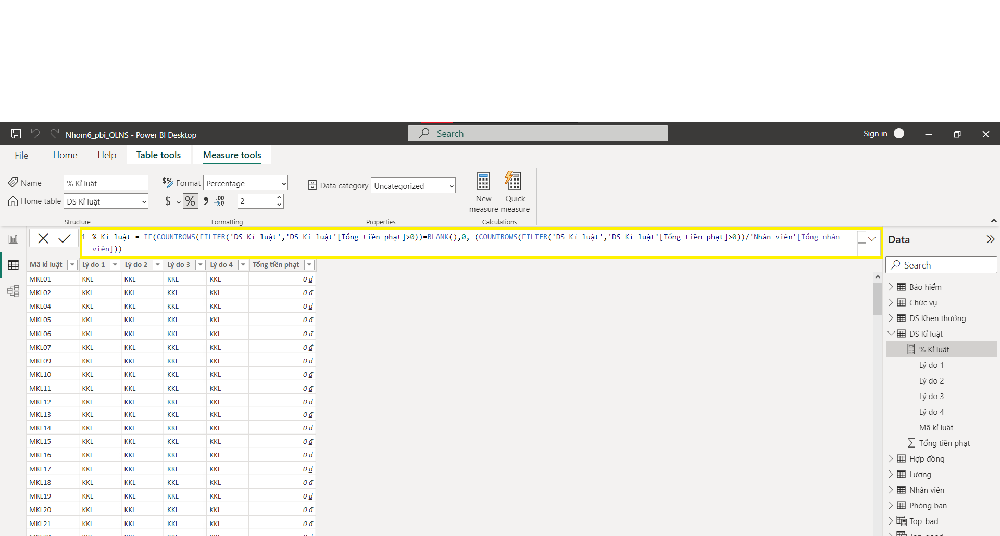 Nhom6_pbi_QLNS - Power BI Desktop
Search
Sign in
File Home Help Table tools Measure tools
Name % Kỉ luật
Home table DS Kỉ luật
Structure
$% Format Percentage
$ % 2
Formatting
Data category Uncategorized
Properties
New measure
Quick measure
Calculations
1 % Kỉ luật = IF(COUNTROWS(FILTER('DS Kỉ luật','DS Kỉ luật'[Tổng tiền phạt]>0))=BLANK(),0, (COUNTROWS(FILTER('DS Kỉ luật','DS Kỉ luật'[Tổng tiền phạt]>0))/'Nhân viên'[Tổng nhân
viên]))
Mã kỉ luật Lý do 1 Lý do 2 Lý do 3 Lý do 4 Tổng tiền phạt
MKL01 KKL KKL KKL KKL 0 ₫
MKL02 KKL KKL KKL KKL 0 ₫
MKL04 KKL KKL KKL KKL 0 ₫
MKL05 KKL KKL KKL KKL 0 ₫
MKL06 KKL KKL KKL KKL 0 ₫
MKL07 KKL KKL KKL KKL 0 ₫
MKL09 KKL KKL KKL KKL 0 ₫
MKL10 KKL KKL KKL KKL 0 ₫
MKL11 KKL KKL KKL KKL 0 ₫
MKL12 KKL KKL KKL KKL 0 ₫
MKL13 KKL KKL KKL KKL 0 ₫
MKL14 KKL KKL KKL KKL 0 ₫
MKL15 KKL KKL KKL KKL 0 ₫
MKL16 KKL KKL KKL KKL 0 ₫
MKL17 KKL KKL KKL KKL 0 ₫
MKL18 KKL KKL KKL KKL 0 ₫
MKL19 KKL KKL KKL KKL 0 ₫
MKL20 KKL KKL KKL KKL 0 ₫
MKL21 KKL KKL KKL KKL 0 ₫
Data
Search
Bảo hiểm
Chức vụ
DS Khen thưởng
DS Kỉ luật
% Kỉ luật
Lý do 1
Lý do 2
Lý do 3
Lý do 4
Mã kỉ luật
Tổng tiền phạt
Hợp đồng
Lương
Nhân viên
Phòng ban
Top_bad